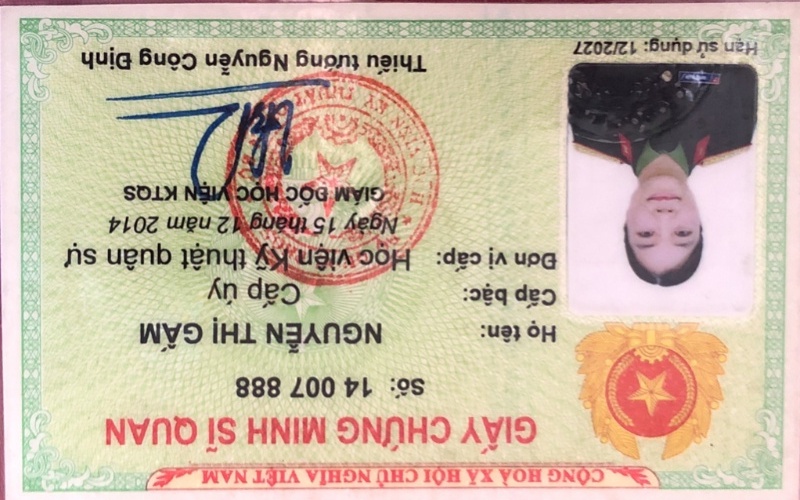 CỘNG HOÀ XÃ HỘI CHỦ NGHĨA VIỆT NAM
GIẤY CHỨNG MINH SĨ QUAN
Số: 14 007 888
Họ tên: NGUYỄN THỊ GẤM
Cấp bậc: Cấp úy
Đơn vị cấp: Học viện Kỹ thuật quân sự
Ngày 15 tháng 12 năm 2014
GIÁM ĐỐC HỌC VIỆN KTQS
Thiếu tướng Nguyễn Công Định
Hạn sử dụng: 12/2027